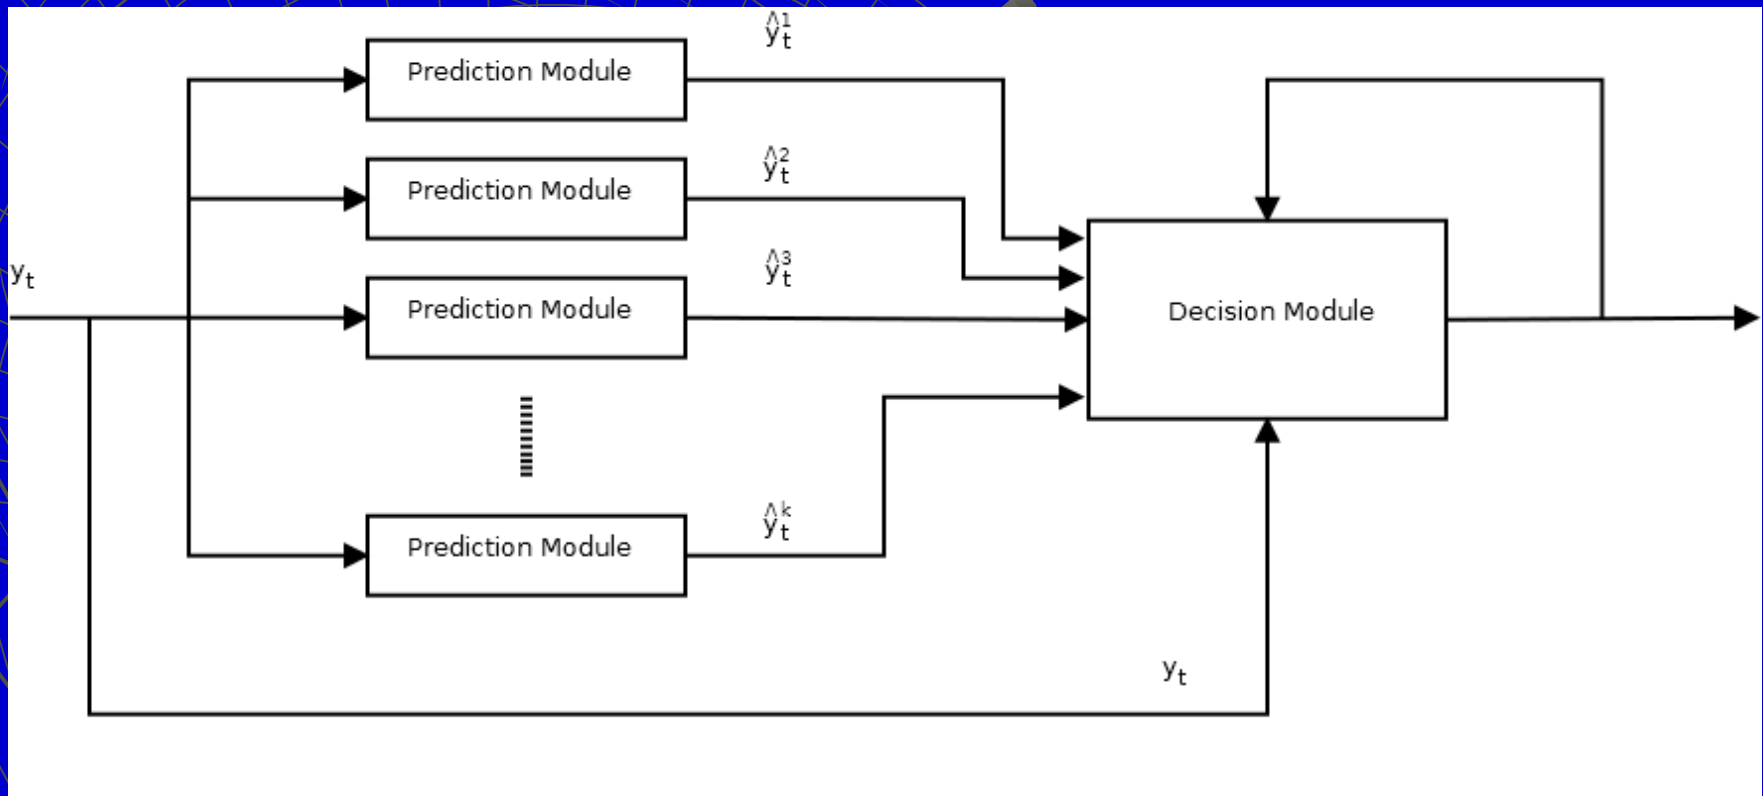 ŷ¹ₜ
Prediction Module
ŷ²ₜ
Prediction Module
yₜ
ŷ³ₜ
Prediction Module
Decision Module
ŷᵏₜ
Prediction Module
yₜ